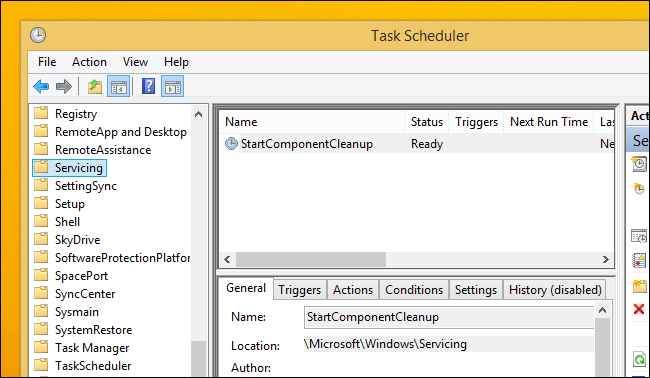 Task Scheduler
File Action View Help
Registry
RemoteApp and Desktop
RemoteAssistance
Servicing
SettingSync
Setup
Shell
SkyDrive
SoftwareProtectionPlatforr
SpacePort
SyncCenter
Sysmain
SystemRestore
Task Manager
TaskScheduler
Name Status Triggers Next Run Time Las
StartComponentCleanup Ready Ne
General Triggers Actions Conditions Settings History (disabled)
Name: StartComponentCleanup
Location: \Microsoft\Windows\Servicing
Author:
Act
Se